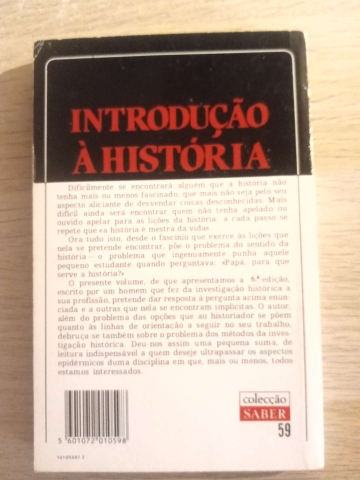 INTRODUÇÃO
À HISTÓRIA
Dificilmente se encontrará alguém que a história não
tenha mais ou menos fascinado, que mais não seja pelo seu
aspecto aliciante de desvendar coisas desconhecidas. Mais
difícil ainda será encontrar quem não tenha apelado ou
ouvido apelar para as lições da história a cada passo se
repete que «a história é mestra da vida».
Ora tudo isto, desde o fascínio que exerce às lições que
nela se pretende encontrar, põe o problema do sentido da
história — o problema que ingenuamente punha aquele
pequeno estudante quando perguntava: «Papá, para que
serve a história?»
O presente volume, de que apresentamos a 6.ª edição,
escrito por um homem que fez da investigação histórica a
sua profissão, pretende dar resposta à pergunta acima enun-
ciada e a outras que nela se encontram implícitas. O autor,
além do problema das opções que ao historiador se põem
quanto às linhas de orientação a seguir no seu trabalho,
debruça-se também sobre o problema dos métodos da inves-
tigação histórica. Deu nos assim uma pequena suma, de
leitura indispensável a quem deseje ultrapassar os aspectos
epidérmicos duma disciplina em que, mais ou menos, todos
estamos interessados.
colecção
SABER
59
5 601072 010598